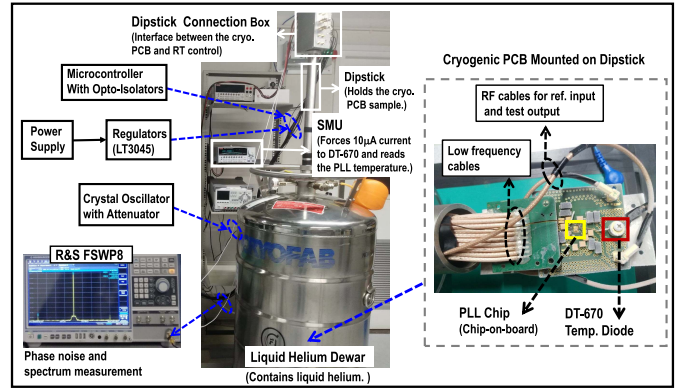 Dipstick Connection Box
(Interface between the cryo.
PCB and RT control)
Microcontroller
With Opto-Isolators
Dipstick
(Holds the cryo.
PCB sample.)
Power
Supply
Regulators
(LT3045)
SMU
(Forces 10μA current
to DT-670 and reads
the PLL temperature.)
Crystal Oscillator
with Attenuator
R&S FSWP8
Phase noise and
spectrum measurement
CRYOFAB
Liquid Helium Dewar
(Contains liquid helium. )
Cryogenic PCB Mounted on Dipstick
RF cables for ref. input
and test output
Low frequency
cables
PLL Chip
(Chip-on-board)
DT-670
Temp. Diode